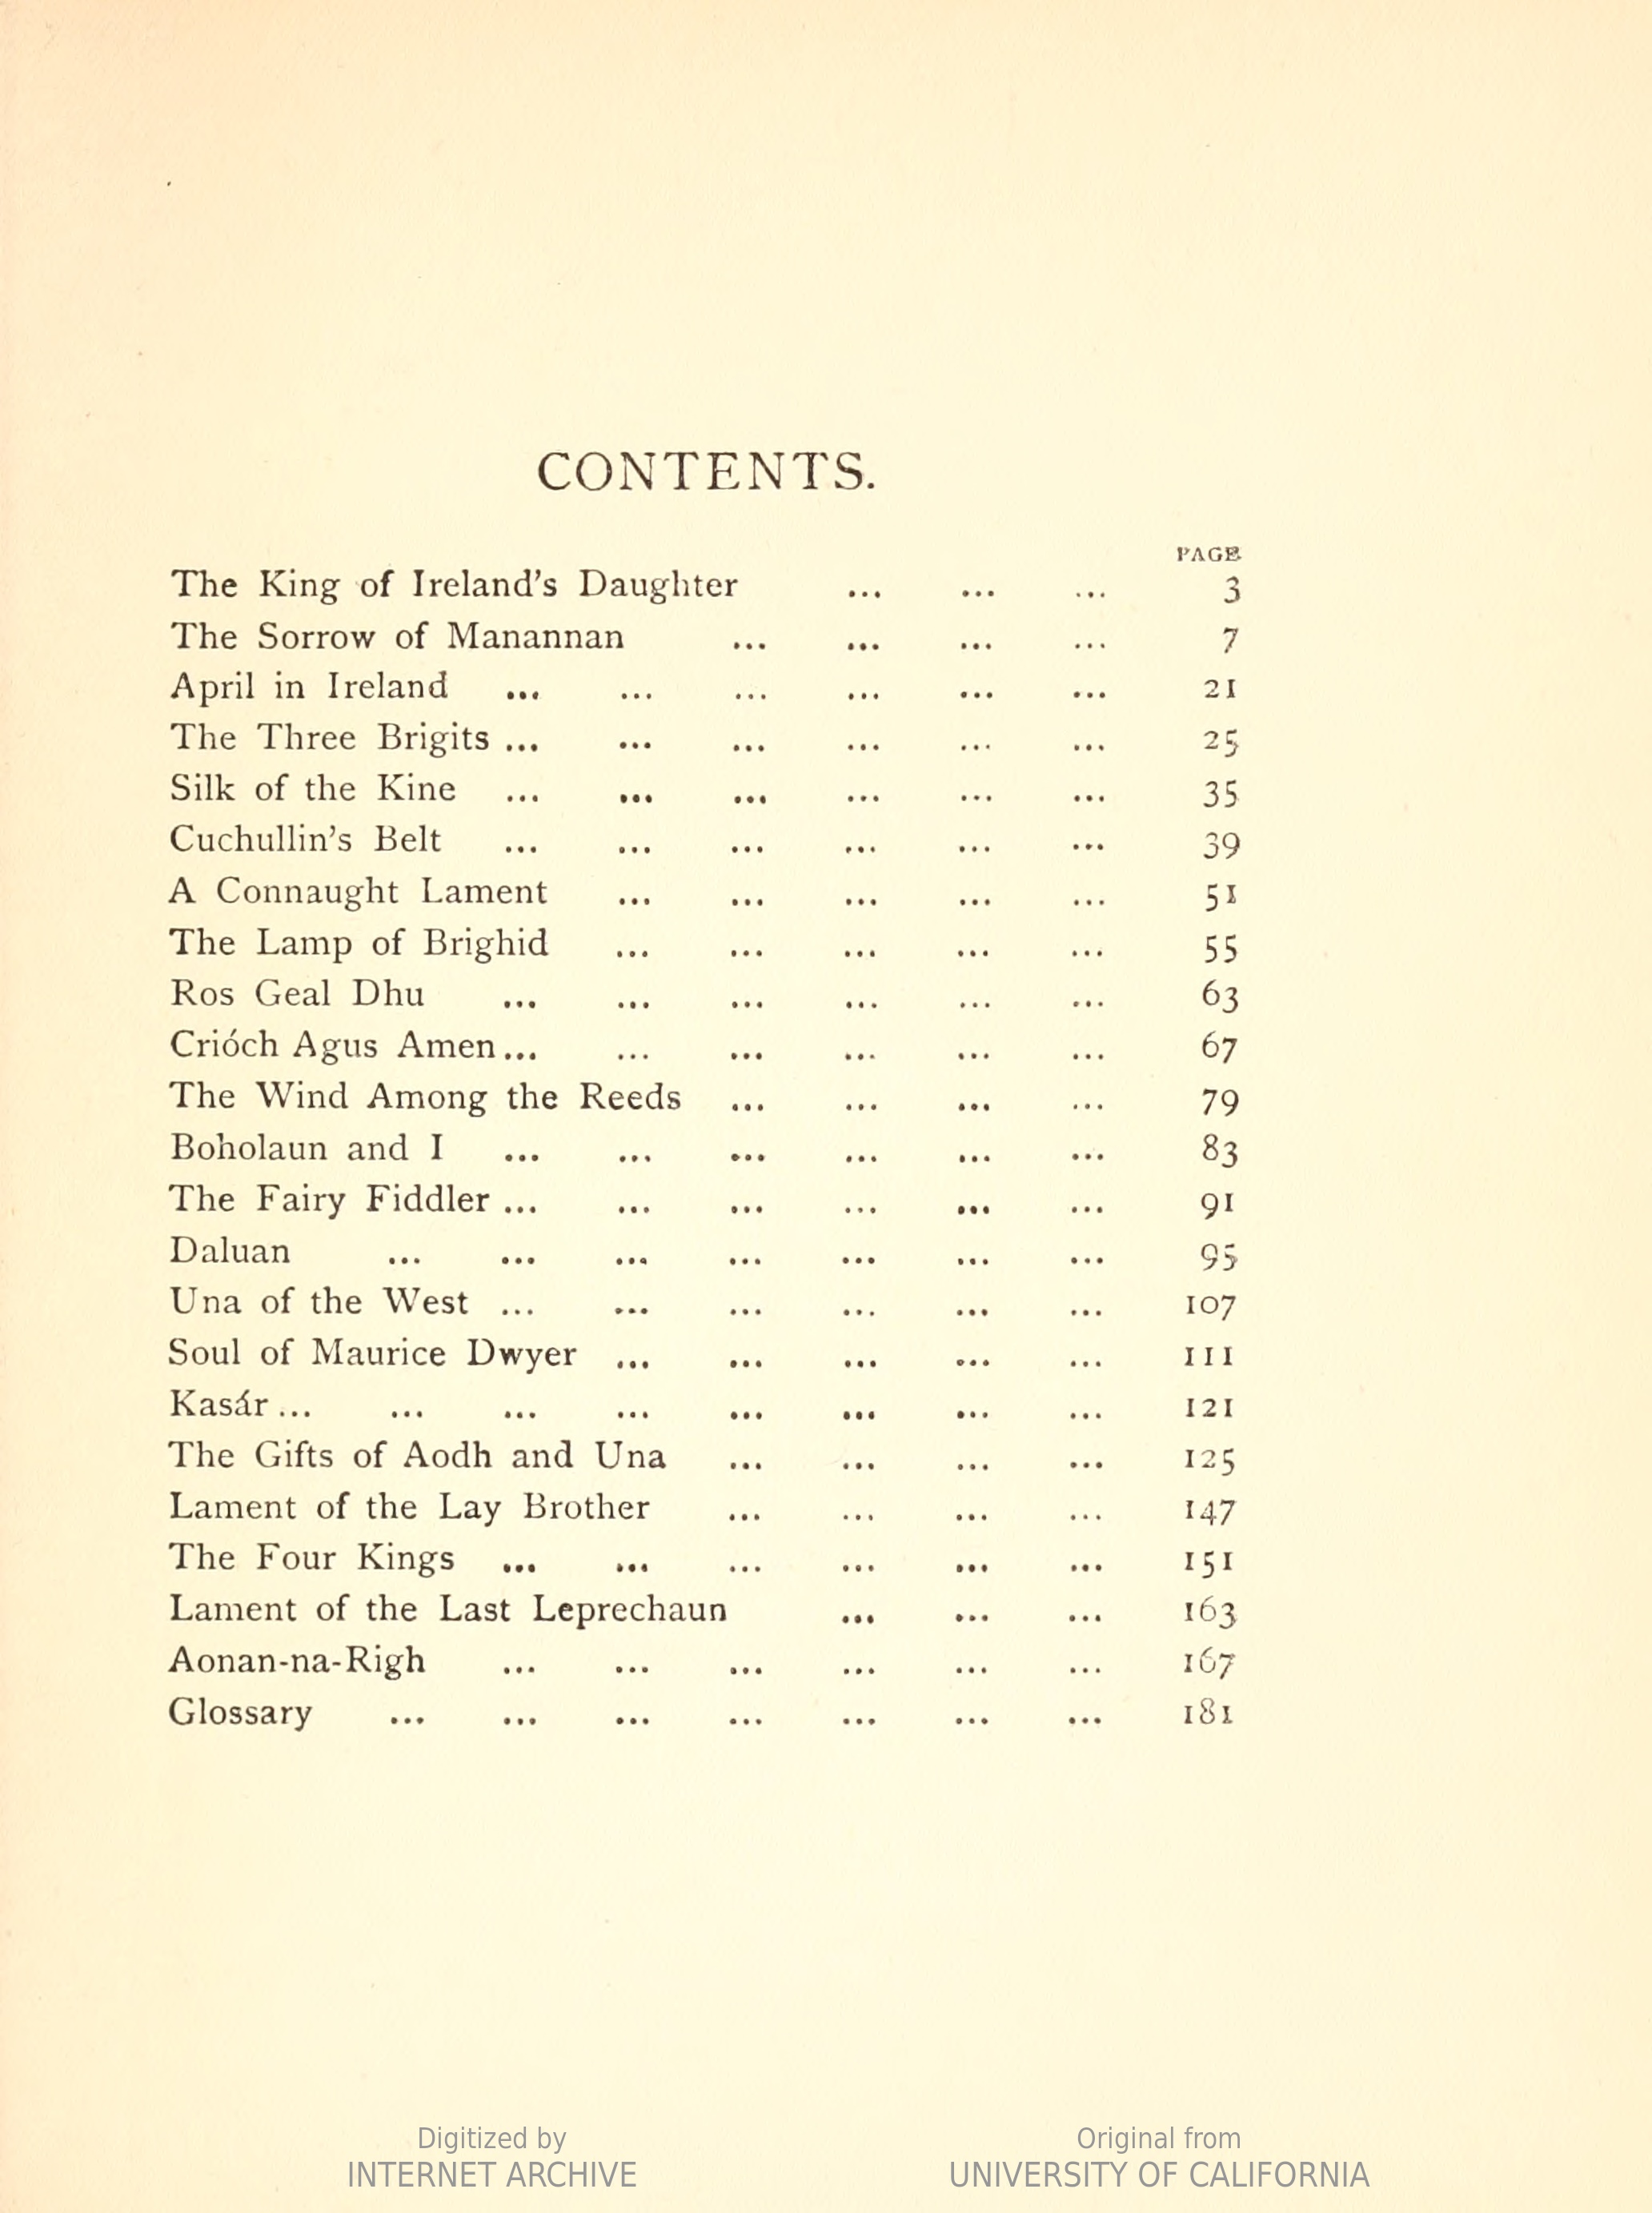 CONTENTS.
PAGE
The King of Ireland's Daughter ... ... ... 3
The Sorrow of Manannan ... ... ... ... 7
April in Ireland ... ... ... ... ... ... 21
The Three Brigits ... ... ... ... ... ... 25
Silk of the Kine ... ... ... ... ... ... 35
Cuchullin's Belt ... ... ... ... ... ... 39
A Connaught Lament ... ... ... ... ... 51
The Lamp of Brighid ... ... ... ... ... 55
Ros Geal Dhu ... ... ... ... ... ... 63
Crióch Agus Amen ... ... ... ... ... ... 67
The Wind Among the Reeds ... ... ... ... 79
Boholaun and I ... ... ... ... ... ... 83
The Fairy Fiddler ... ... ... ... ... ... 91
Daluan ... ... ... ... ... ... ... 95
Una of the West ... ... ... ... ... ... 107
Soul of Maurice Dwyer ... ... ... ... ... 111
Kasár ... ... ... ... ... ... ... ... 121
The Gifts of Aodh and Una ... ... ... ... 125
Lament of the Lay Brother ... ... ... ... 147
The Four Kings ... ... ... ... ... ... 151
Lament of the Last Leprechaun ... ... ... 163
Aonan-na-Righ ... ... ... ... ... ... 167
Glossary ... ... ... ... ... ... ... 181
Digitized by
INTERNET ARCHIVE
Original from
UNIVERSITY OF CALIFORNIA